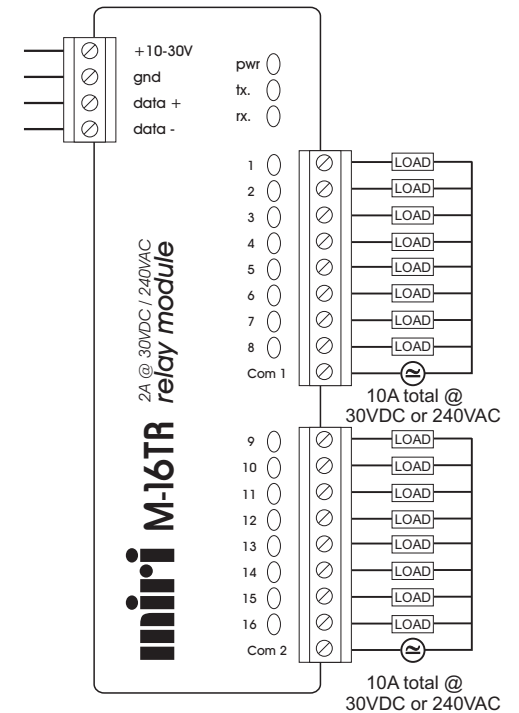 +10-30V
gnd
data +
data -
pwr
tx.
rx.
1 LOAD
2 LOAD
3 LOAD
4 LOAD
5 LOAD
6 LOAD
7 LOAD
8 LOAD
Com 1
10A total @
30VDC or 240VAC
2A @ 30VDC / 240VAC
relay module
miri M-16TR
9 LOAD
10 LOAD
11 LOAD
12 LOAD
13 LOAD
14 LOAD
15 LOAD
16 LOAD
Com 2
10A total @
30VDC or 240VAC